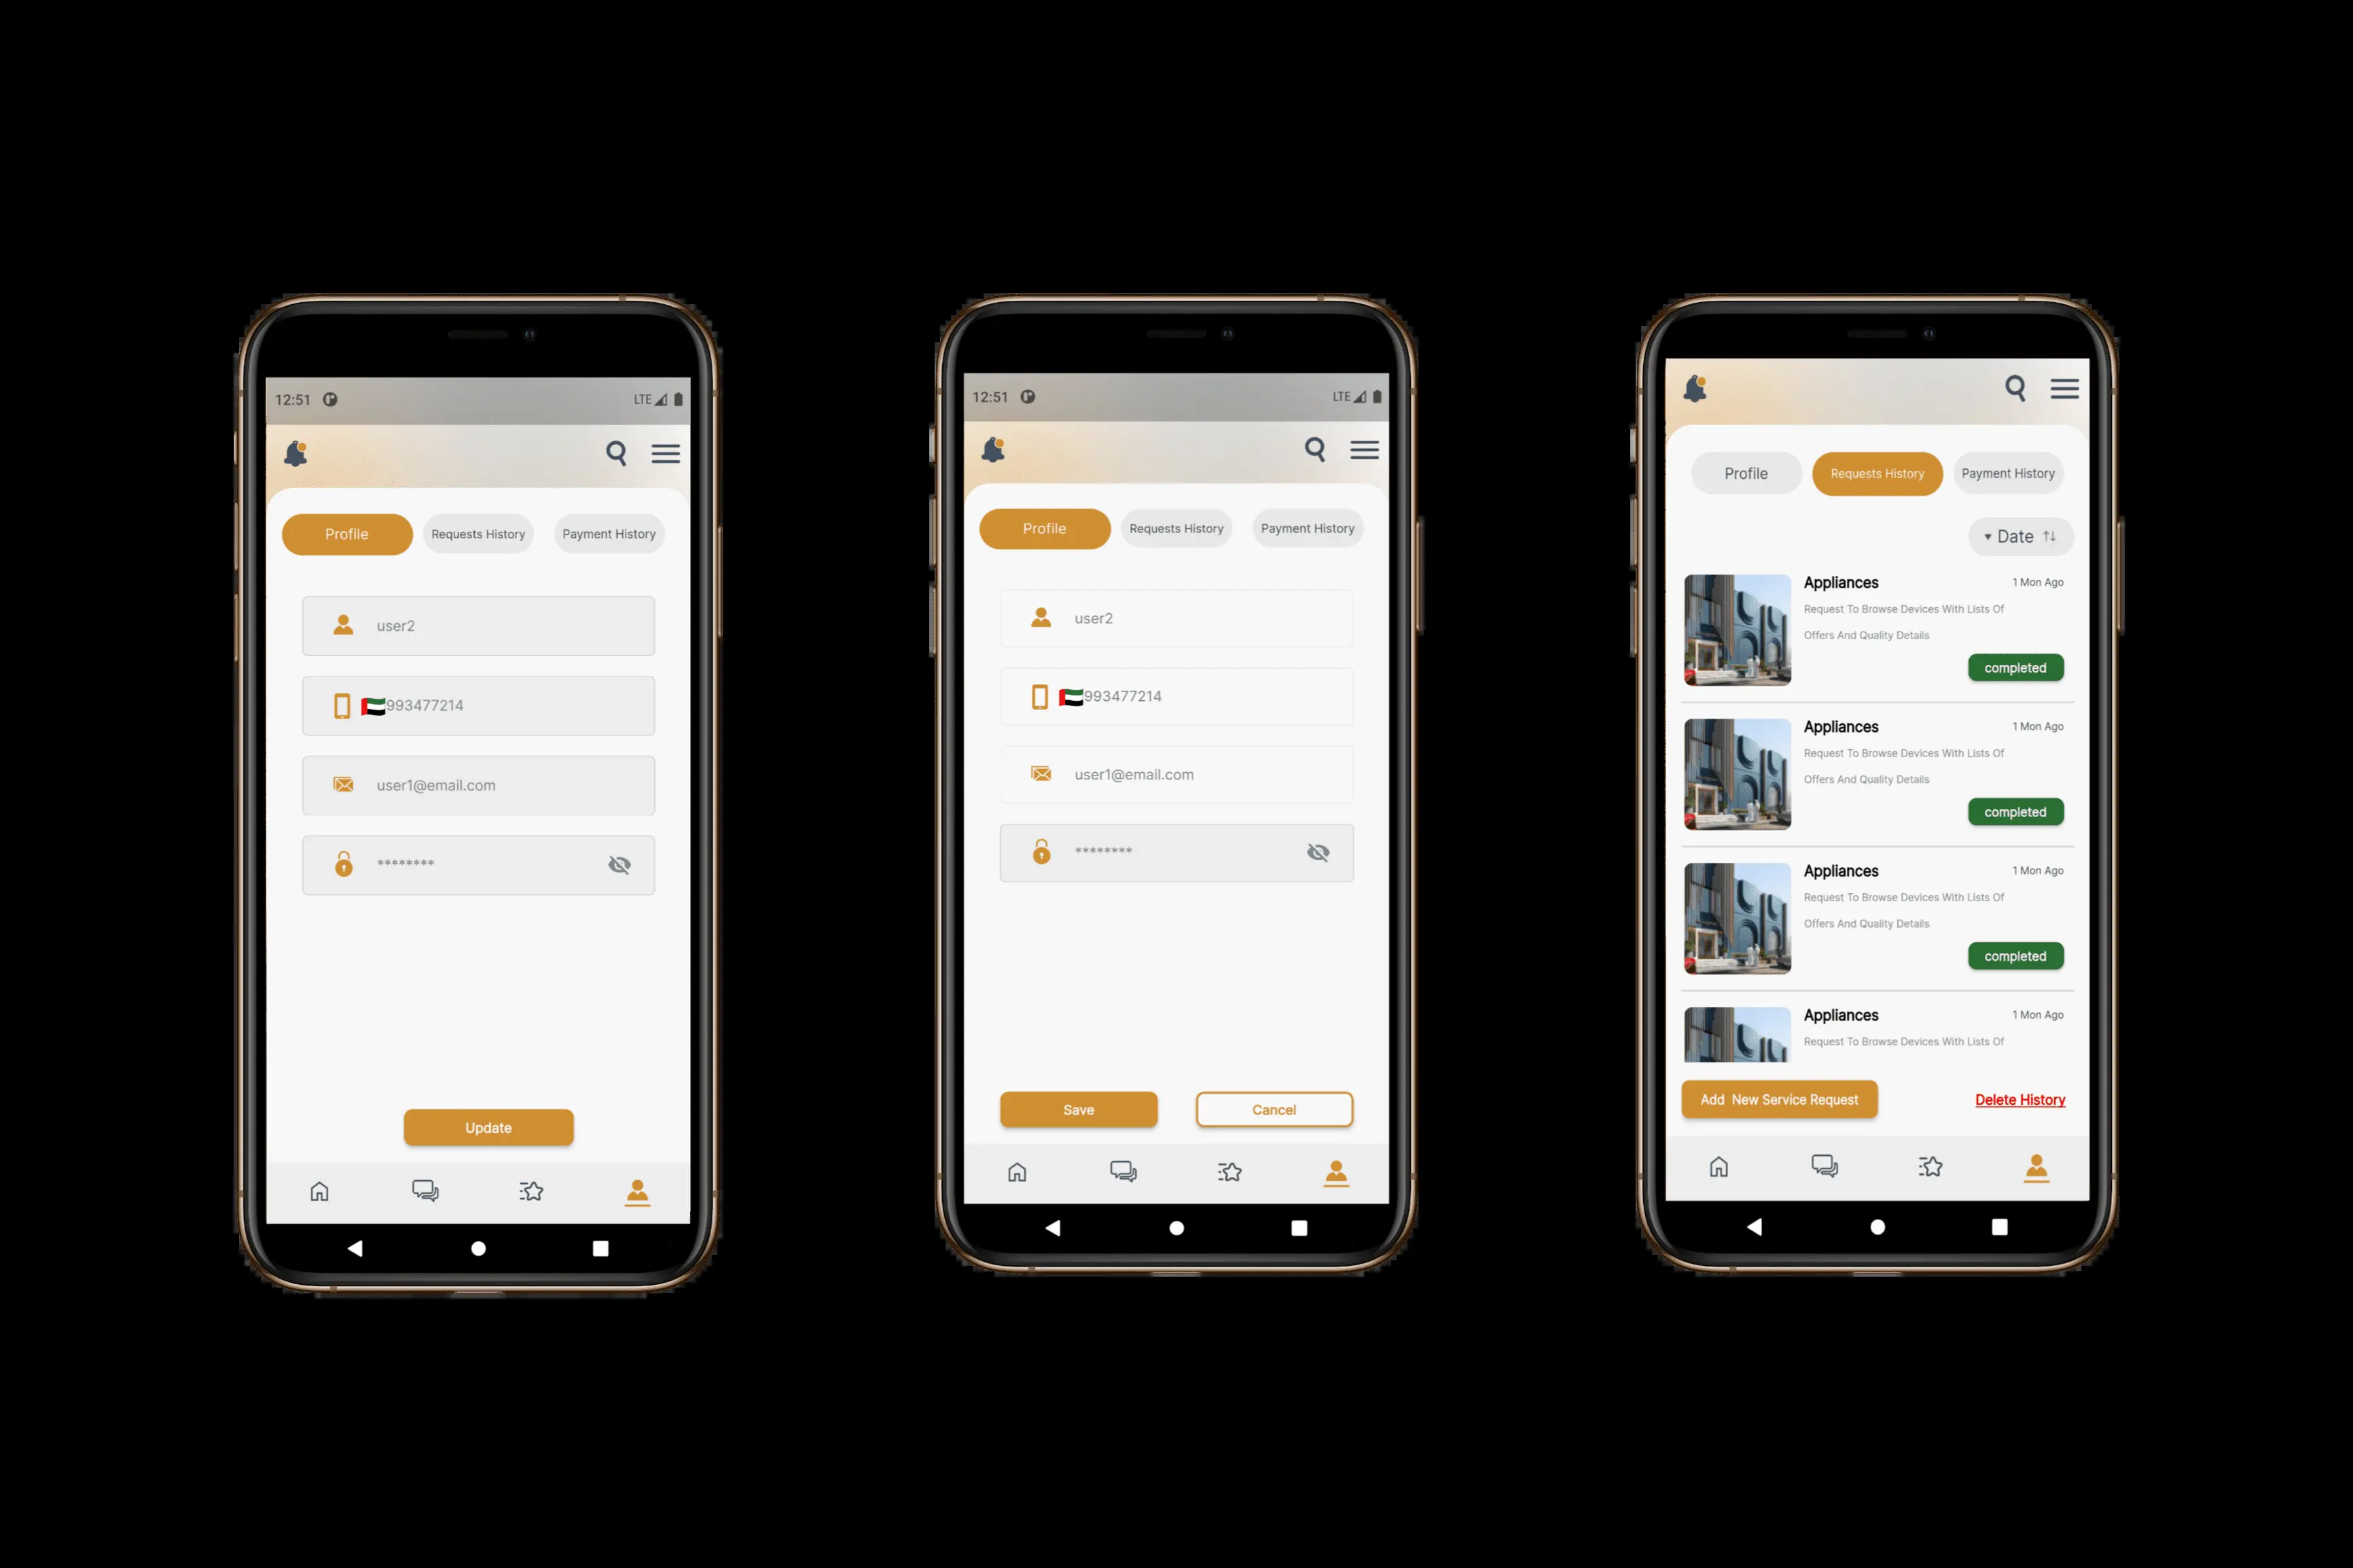 12:51 LTE
Profile Requests History Payment History
user2
993477214
user1@email.com
********
Update
12:51 LTE
Profile Requests History Payment History
user2
993477214
user1@email.com
********
Save Cancel
Profile Requests History Payment History
Date
Appliances 1 Mon Ago
Request To Browse Devices With Lists Of
Offers And Quality Details
completed
Appliances 1 Mon Ago
Request To Browse Devices With Lists Of
Offers And Quality Details
completed
Appliances 1 Mon Ago
Request To Browse Devices With Lists Of
Offers And Quality Details
completed
Appliances 1 Mon Ago
Request To Browse Devices With Lists Of
Add New Service Request Delete History